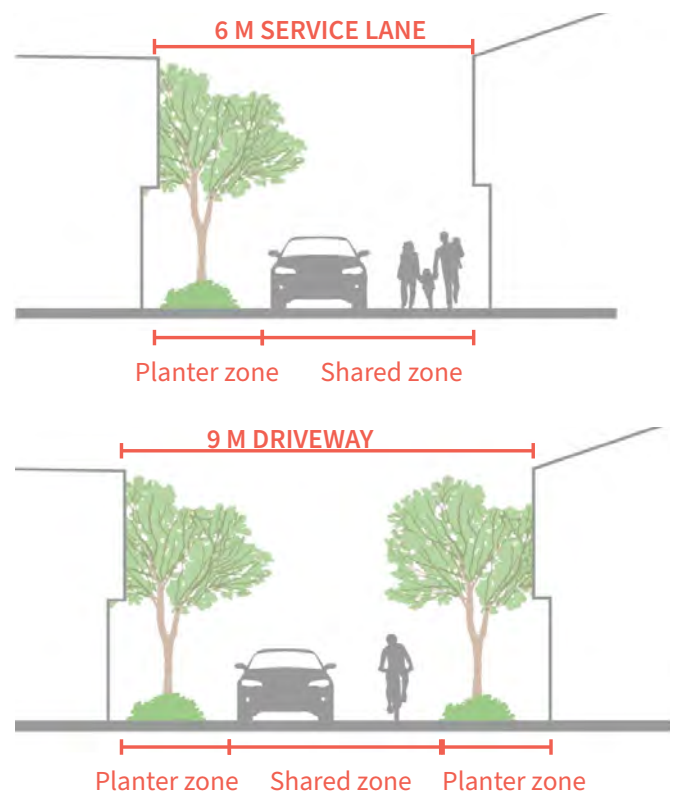 6 M SERVICE LANE
Planter zone Shared zone
9 M DRIVEWAY
Planter zone Shared zone Planter zone